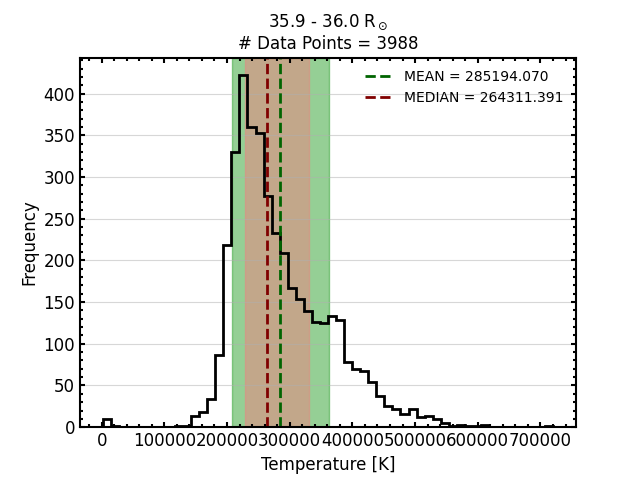 35.9 - 36.0 R⊙
# Data Points = 3988
MEAN = 285194.070
MEDIAN = 264311.391
Frequency
400
350
300
250
200
150
100
50
0
0 100000 200000 300000 400000 500000 600000 700000
Temperature [K]